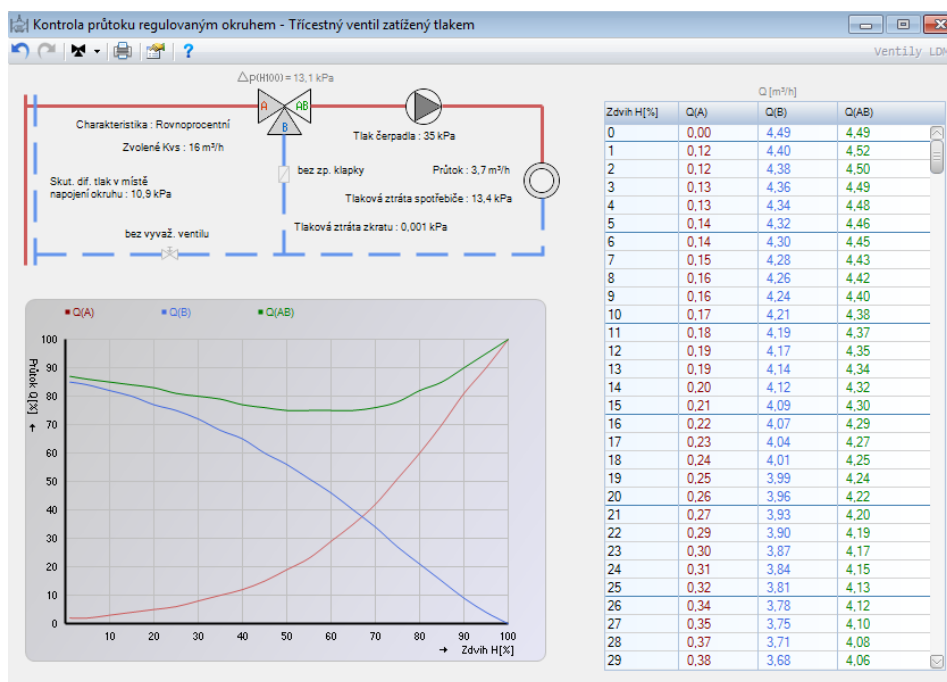 Kontrola průtoku regulovaným okruhem - Třícestný ventil zatížený tlakem
?
Ventily LDM
△p(H100) = 13,1 kPa
A
AB
B
Charakteristika : Rovnoprocentní
Zvolené Kvs : 16 m³/h
Tlak čerpadla : 35 kPa
bez zp. klapky
Průtok : 3,7 m³/h
Skut. dif. tlak v místě
napojení okruhu : 10,9 kPa
Tlaková ztráta spotřebiče : 13,4 kPa
Tlaková ztráta zkratu : 0,001 kPa
bez vyvaž. ventilu
Q(A) Q(B) Q(AB)
Průtok Q[%]
100
90
80
70
60
50
40
30
20
10
0
10 20 30 40 50 60 70 80 90 100
→ Zdvih H[%]
Q [m³/h]
Zdvih H[%] Q(A) Q(B) Q(AB)
0 0,00 4,49 4,49
1 0,12 4,40 4,52
2 0,12 4,38 4,50
3 0,13 4,36 4,49
4 0,13 4,34 4,48
5 0,14 4,32 4,46
6 0,14 4,30 4,45
7 0,15 4,28 4,43
8 0,16 4,26 4,42
9 0,16 4,24 4,40
10 0,17 4,21 4,38
11 0,18 4,19 4,37
12 0,19 4,17 4,35
13 0,19 4,14 4,34
14 0,20 4,12 4,32
15 0,21 4,09 4,30
16 0,22 4,07 4,29
17 0,23 4,04 4,27
18 0,24 4,01 4,25
19 0,25 3,99 4,24
20 0,26 3,96 4,22
21 0,27 3,93 4,20
22 0,29 3,90 4,19
23 0,30 3,87 4,17
24 0,31 3,84 4,15
25 0,32 3,81 4,13
26 0,34 3,78 4,12
27 0,35 3,75 4,10
28 0,37 3,71 4,08
29 0,38 3,68 4,06